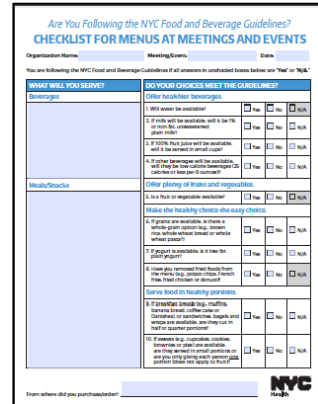 Are You Following the NYC Food and Beverage Guidelines?
CHECKLIST FOR MENUS AT MEETINGS AND EVENTS
Organization Name: Meeting/Event: Date:
You are following the NYC Food and Beverage Guidelines if all answers in unshaded boxes below are "Yes" or "N/A."
WHAT WILL YOU SERVE? DO YOUR CHOICES MEET THE GUIDELINES?
Beverages
Offer healthier beverages.
1. Will water be available? Yes No N/A
2. If milk will be available, will it be 1%
or non-fat, unsweetened
plain milk? Yes No N/A
3. If 100% fruit juice will be available,
will it be served in small cups? Yes No N/A
4. If other beverages will be available,
will they be low-calorie beverages (25
calories or less per 8 ounces)? Yes No N/A
Meals/Snacks
Offer plenty of fruits and vegetables.
5. Is a fruit or vegetable available? Yes No N/A
Make the healthy choice the easy choice.
6. If grains are available, is there a
whole grain option (e.g., brown
rice, whole wheat bread or whole
wheat pasta)? Yes No N/A
7. If yogurt is available, is it low-fat
plain yogurt? Yes No N/A
8. Have you removed fried foods from
the menu (e.g., potato chips, French
fries, fried chicken or donuts)? Yes No N/A
Serve food in healthy portions.
9. If breakfast breads (e.g., muffins,
banana bread, coffee cake or
Danishes), or sandwiches, bagels and
wraps are available, are they cut in
half or quarter portions? Yes No N/A
10. If sweets (e.g., cupcakes, cookies,
brownies or pies) are available,
are they served in small portions or
are you only giving each person one
portion (does not apply to fruit)? Yes No N/A
From where did you purchase/order?
NYC
Health